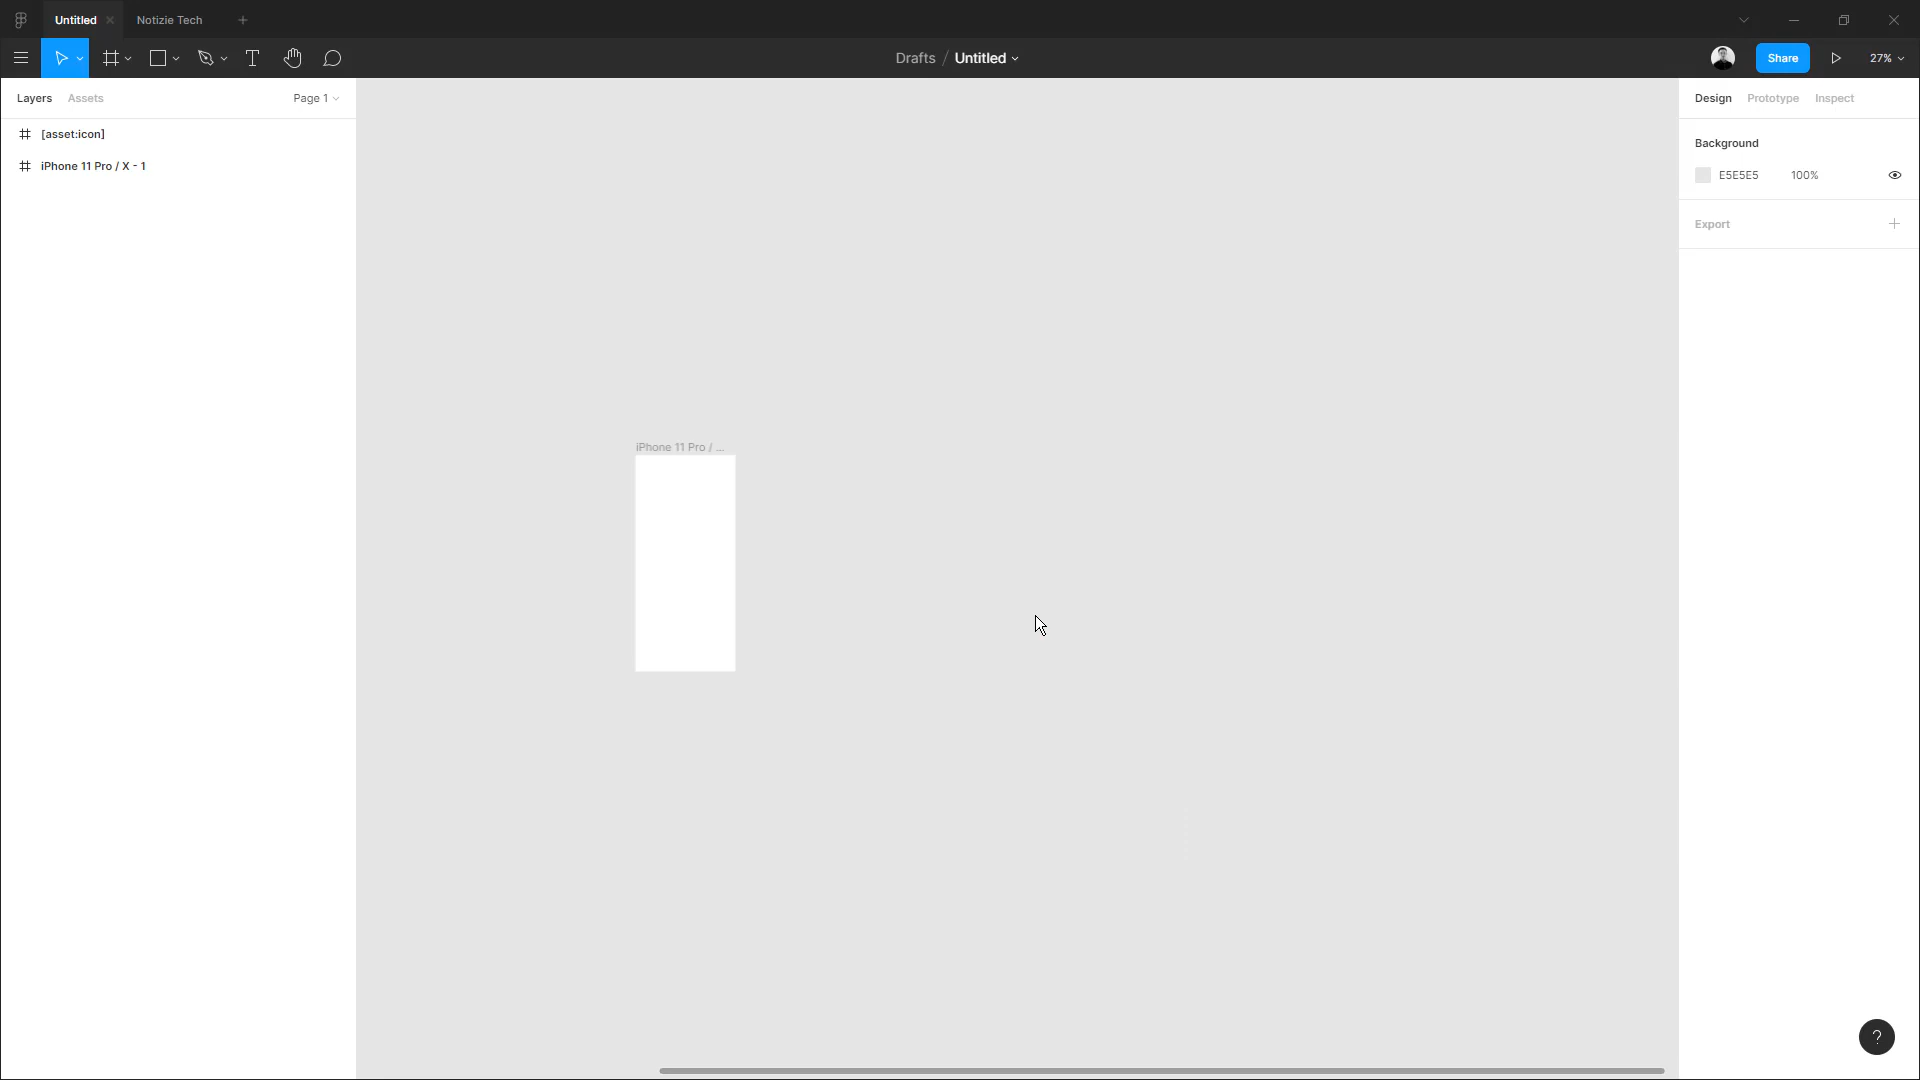 Untitled
Notizie Tech
Drafts / Untitled
Share
27%
Layers
Assets
Page 1
[asset:icon]
iPhone 11 Pro / X - 1
iPhone 11 Pro / ...
Design
Prototype
Inspect
Background
E5E5E5
100%
Export
?